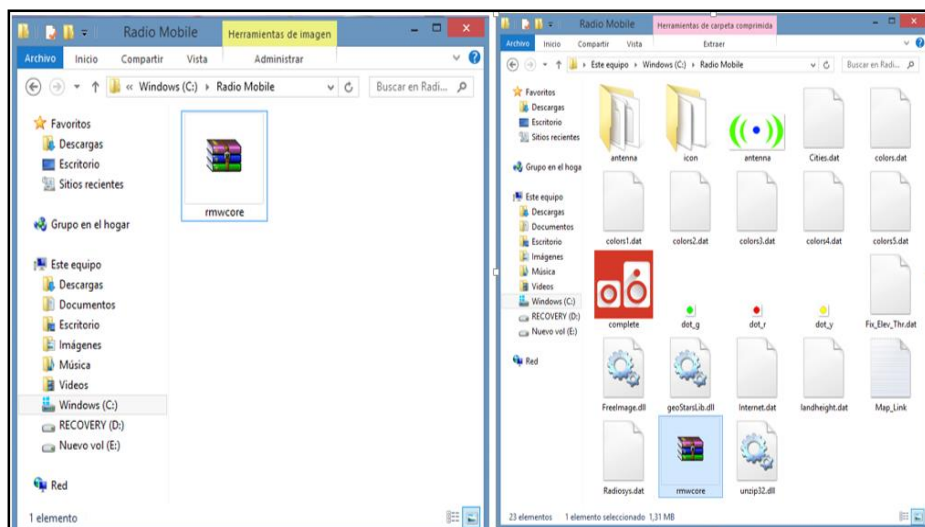 Radio Mobile
Herramientas de imagen
Archivo Inicio Compartir Vista Administrar
« Windows (C:) › Radio Mobile
Buscar en Radi...
Favoritos
Descargas
Escritorio
Sitios recientes
Grupo en el hogar
Este equipo
Descargas
Documentos
Escritorio
Imágenes
Música
Videos
Windows (C:)
RECOVERY (D:)
Nuevo vol (E:)
Red
rmwcore
1 elemento
Radio Mobile
Herramientas de carpeta comprimida
Archivo Inicio Compartir Vista Extraer
› Este equipo › Windows (C:) › Radio Mobile
Buscar en Radi...
Favoritos
Descargas
Escritorio
Sitios recientes
Grupo en el hoga
Este equipo
Descargas
Documentos
Escritorio
Imágenes
Música
Videos
Windows (C:)
RECOVERY (D:)
Nuevo vol (E:)
Red
antenna icon antenna Cities.dat colors.dat
colors1.dat colors2.dat colors3.dat colors4.dat colors5.dat
complete dot_g dot_r dot_y Fix_Elev_Thr.dat
FreeImage.dll geoStarsLib.dll Internet.dat landheight.dat Map_Link
Radiosys.dat rmwcore unzip32.dll
23 elementos 1 elemento seleccionado 1,31 MB